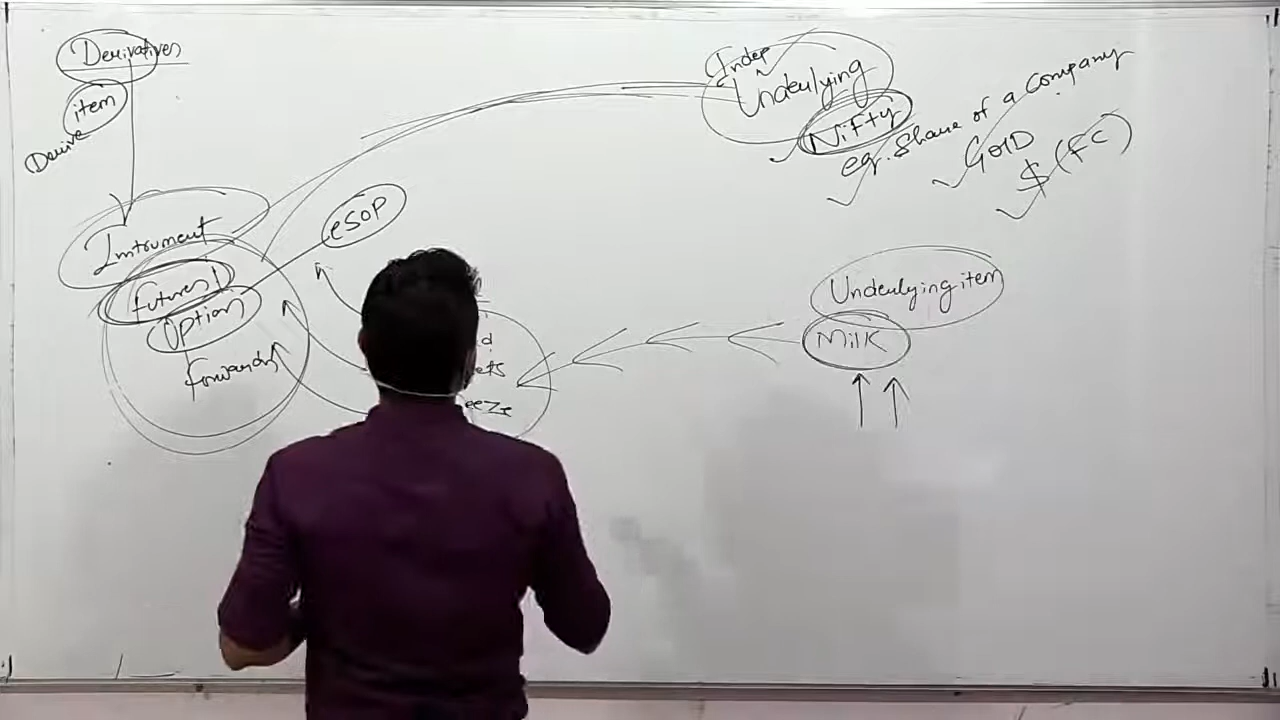 Derivatives
item
Derive
Intrument
futures
Option
forwards
eSOP
Indep
Underlying
Nifty
eg. Share of a Company
GOlD
$ (FC)
Underlying item
Milk